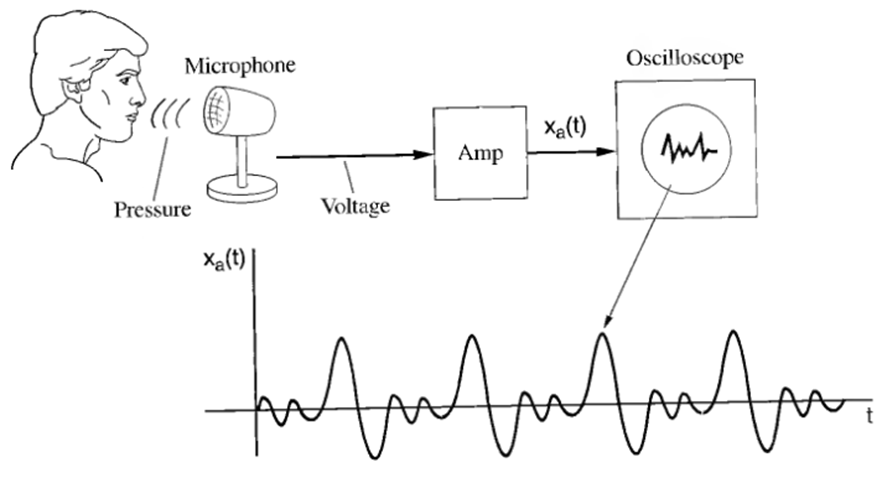 Microphone
Oscilloscope
xa(t)
Amp
Pressure
Voltage
xa(t)
t